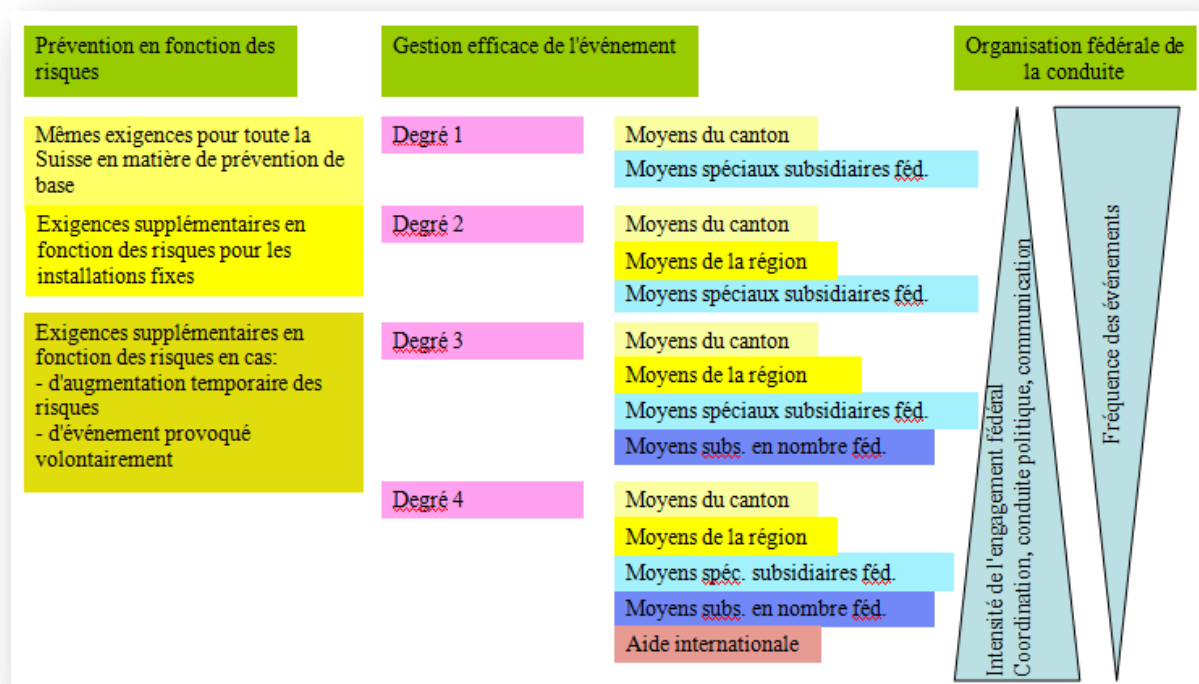 Prévention en fonction des
risques
Gestion efficace de l'événement
Organisation fédérale de
la conduite
Mêmes exigences pour toute la
Suisse en matière de prévention de
base
Exigences supplémentaires en
fonction des risques pour les
installations fixes
Exigences supplémentaires en
fonction des risques en cas:
- d'augmentation temporaire des
risques
- d'événement provoqué
volontairement
Degré 1
Moyens du canton
Moyens spéciaux subsidiaires féd.
Degré 2
Moyens du canton
Moyens de la région
Moyens spéciaux subsidiaires féd.
Degré 3
Moyens du canton
Moyens de la région
Moyens spéciaux subsidiaires féd.
Moyens subs. en nombre féd.
Degré 4
Moyens du canton
Moyens de la région
Moyens spéc. subsidiaires féd.
Moyens subs. en nombre féd.
Aide internationale
Intensité de l'engagement fédéral
Coordination, conduite politique, communication
Fréquence des événements